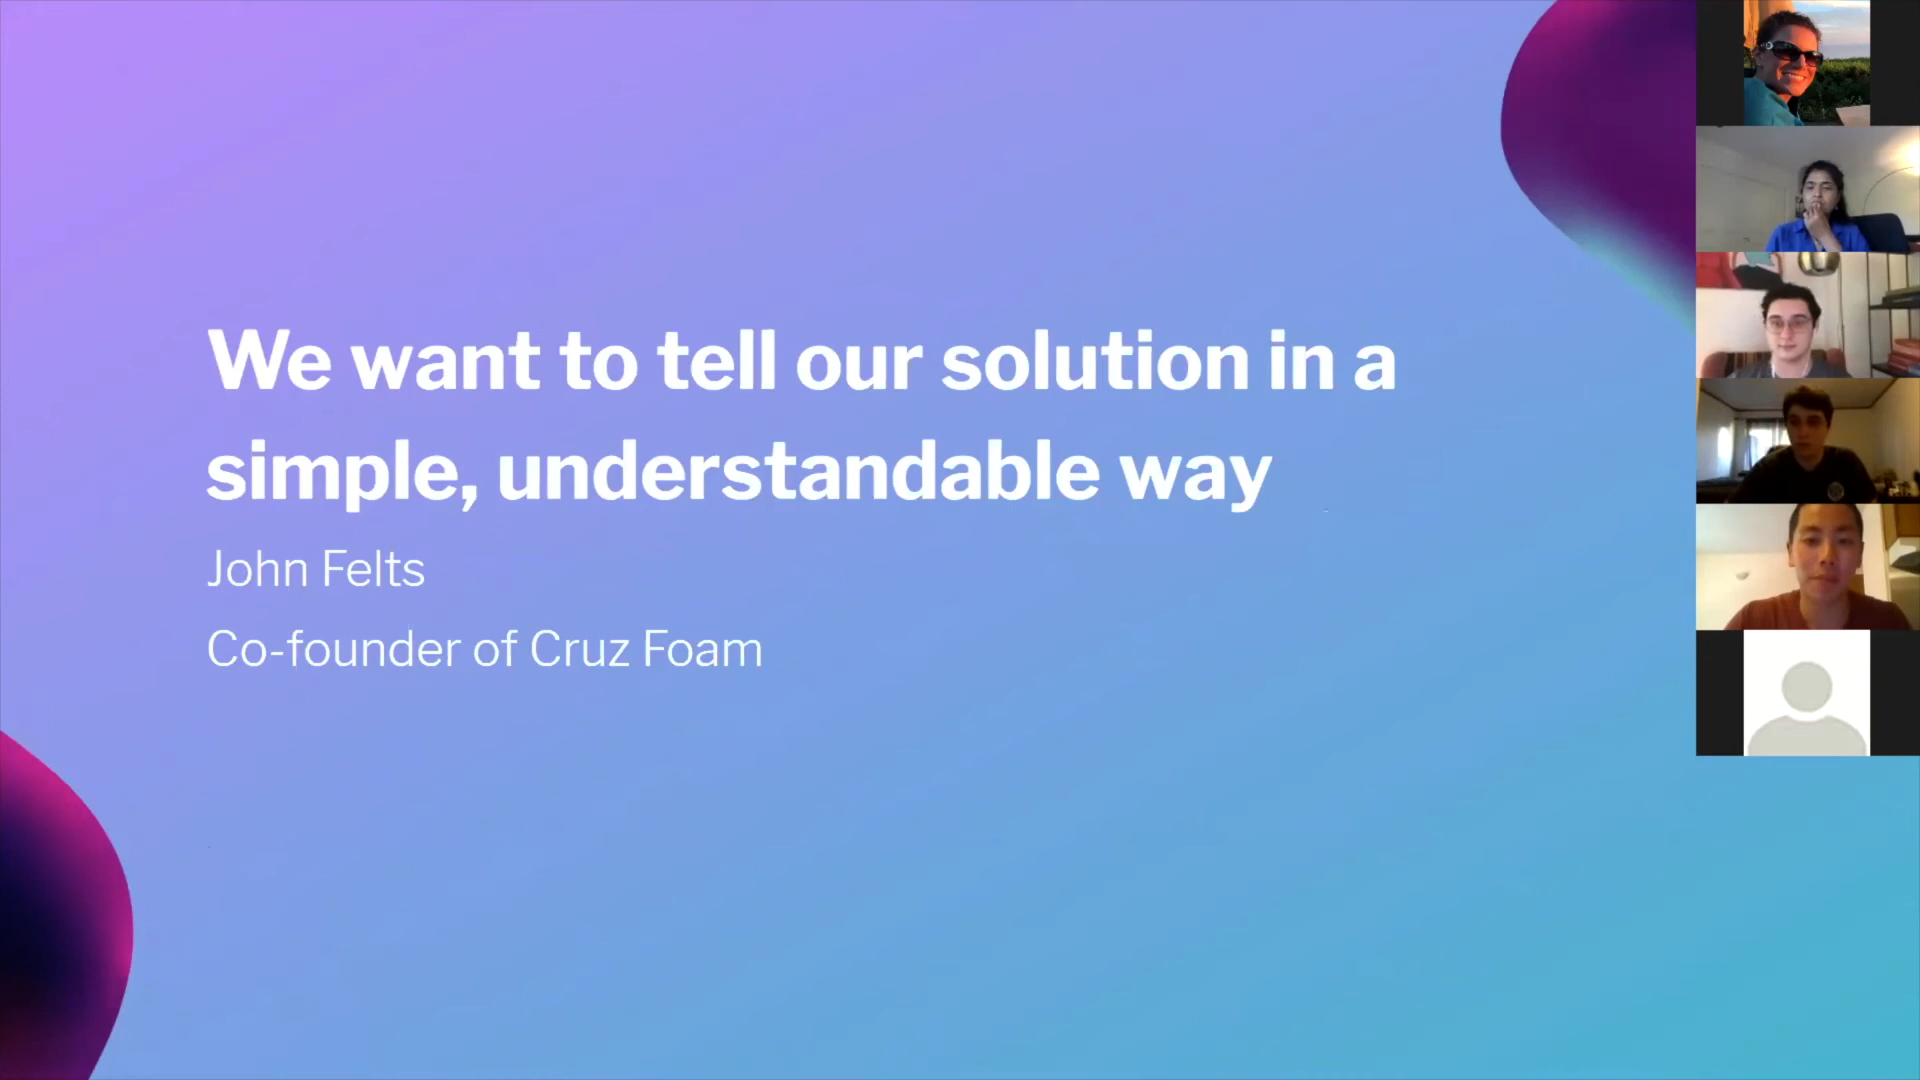 We want to tell our solution in a
simple, understandable way
John Felts
Co-founder of Cruz Foam